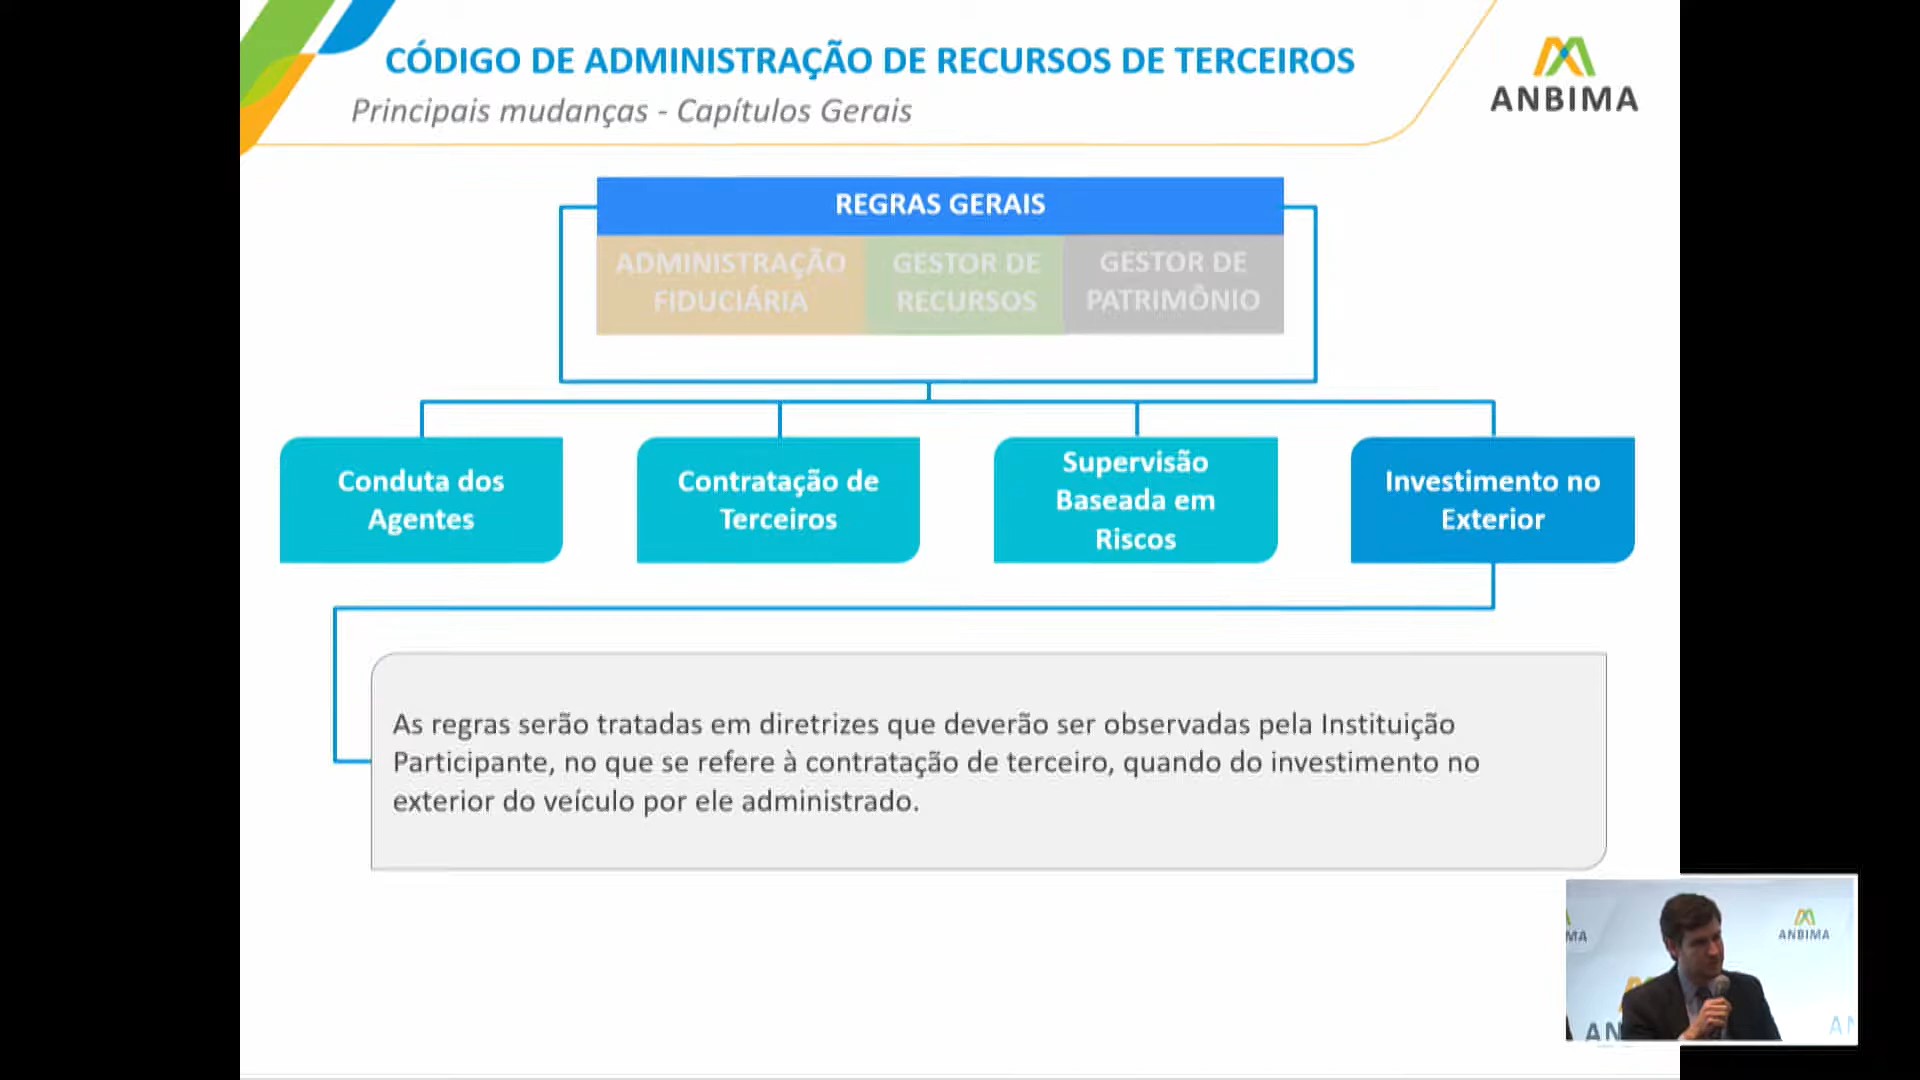 CÓDIGO DE ADMINISTRAÇÃO DE RECURSOS DE TERCEIROS
Principais mudanças - Capítulos Gerais
ANBIMA
REGRAS GERAIS
ADMINISTRAÇÃO
FIDUCIÁRIA
GESTOR DE
RECURSOS
GESTOR DE
PATRIMÔNIO
Conduta dos
Agentes
Contratação de
Terceiros
Supervisão
Baseada em
Riscos
Investimento no
Exterior
As regras serão tratadas em diretrizes que deverão ser observadas pela Instituição
Participante, no que se refere à contratação de terceiro, quando do investimento no
exterior do veículo por ele administrado.
MA
ANBIMA
AN
AN